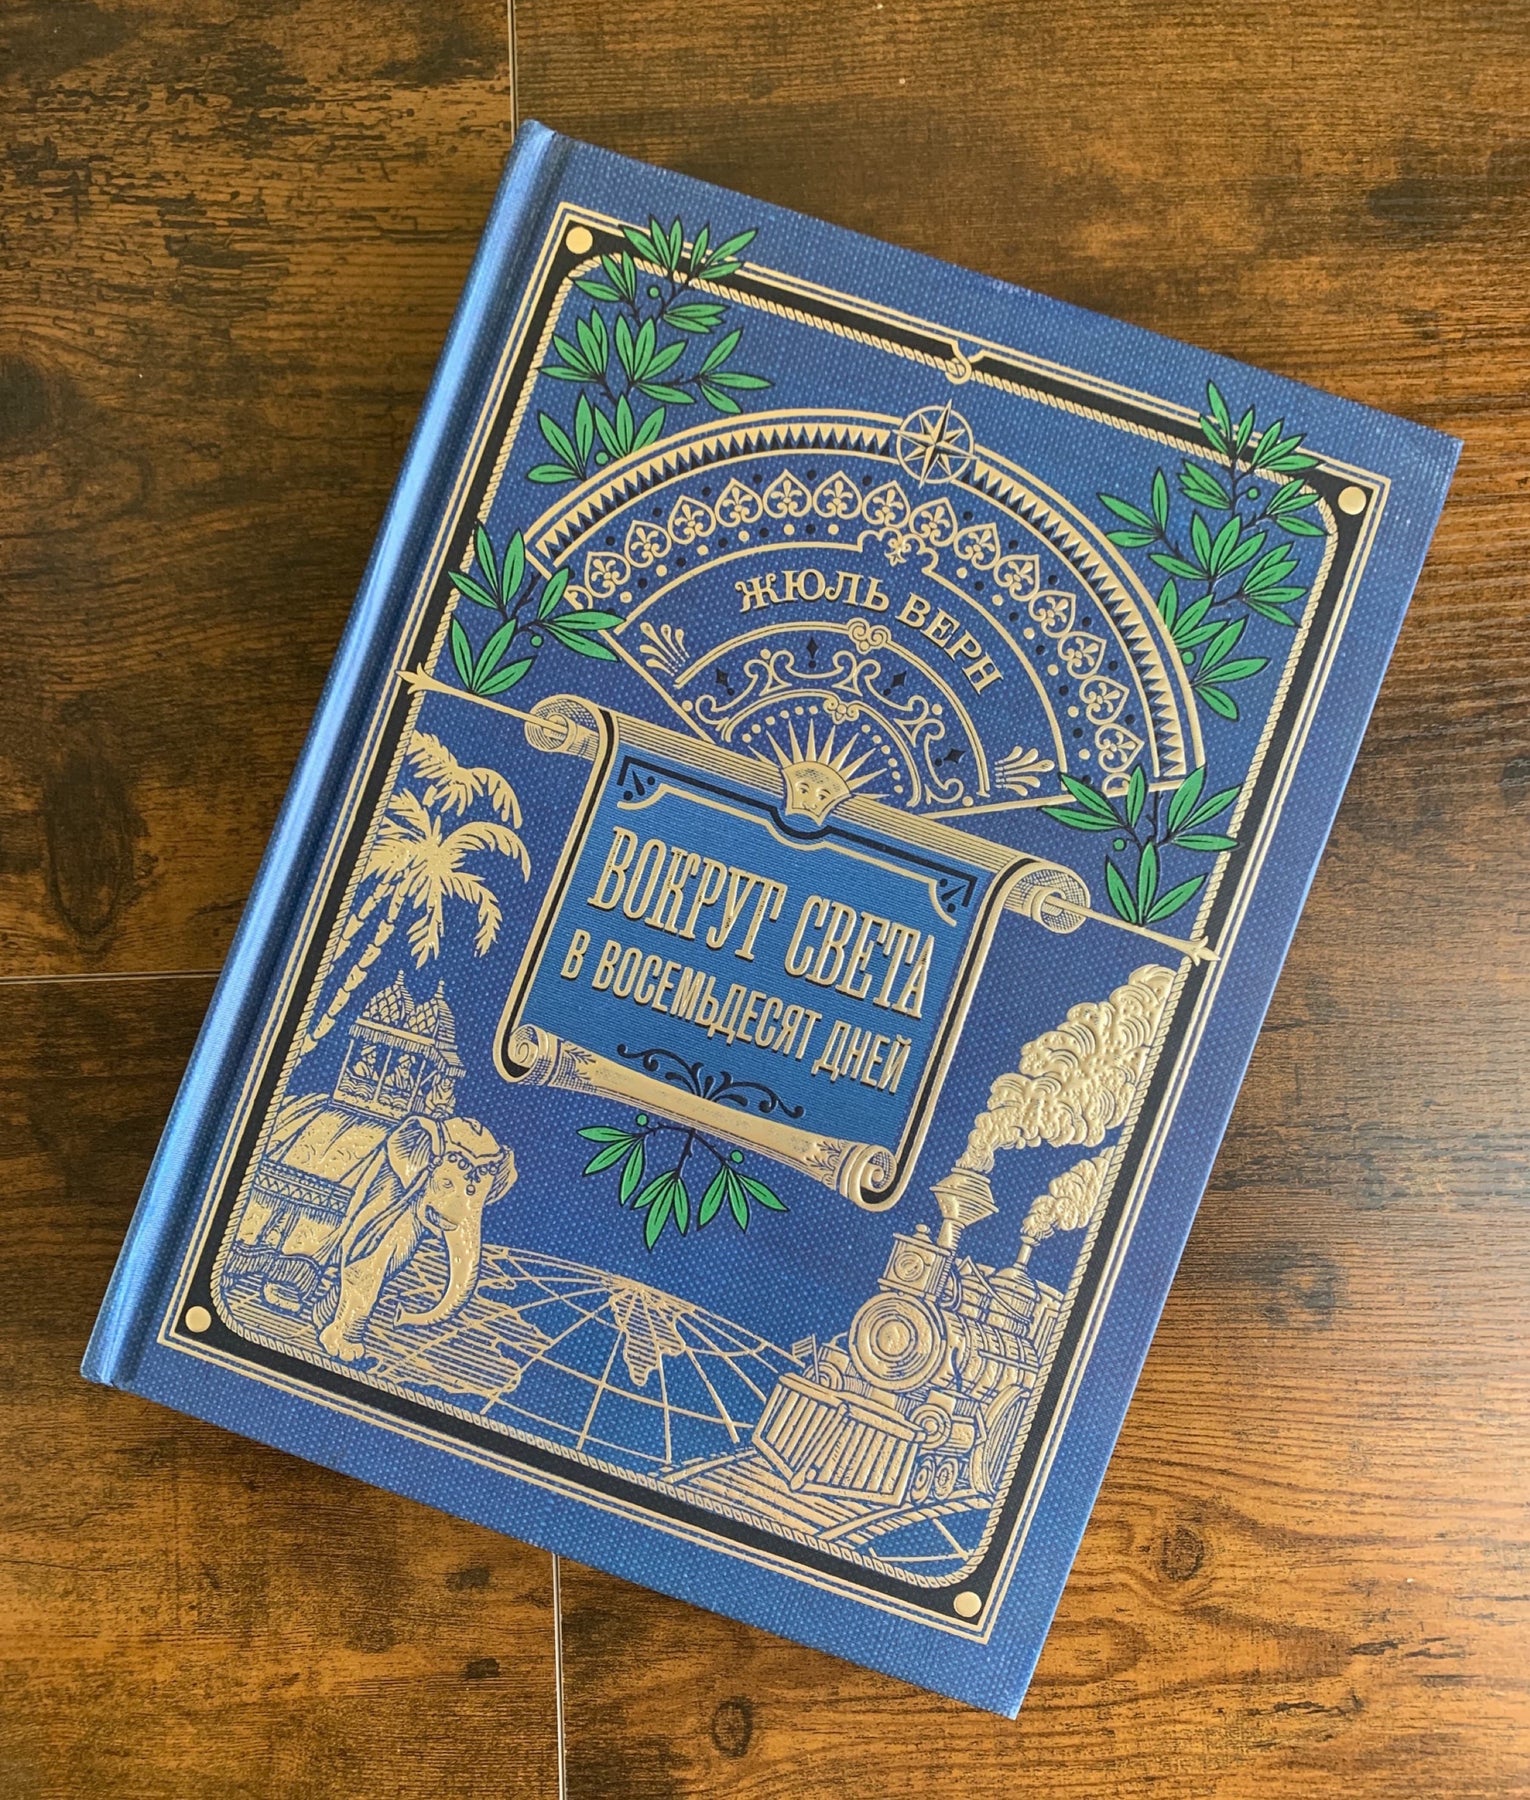 ЖЮЛЬ ВЕРН
ВОКРУГ СВЕТА
В ВОСЕМЬДЕСЯТ ДНЕЙ